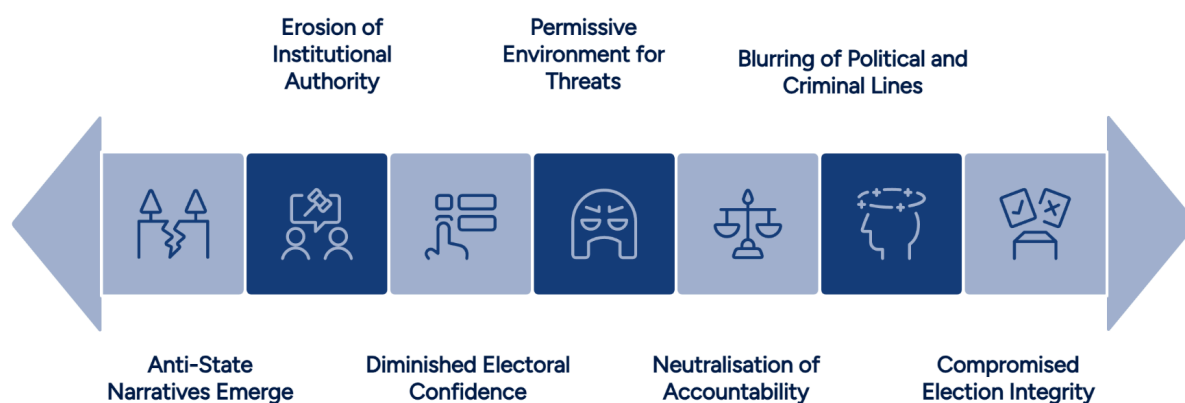 Erosion of
Institutional
Authority
Permissive
Environment for
Threats
Blurring of Political and
Criminal Lines
Anti-State
Narratives Emerge
Diminished Electoral
Confidence
Neutralisation of
Accountability
Compromised
Election Integrity